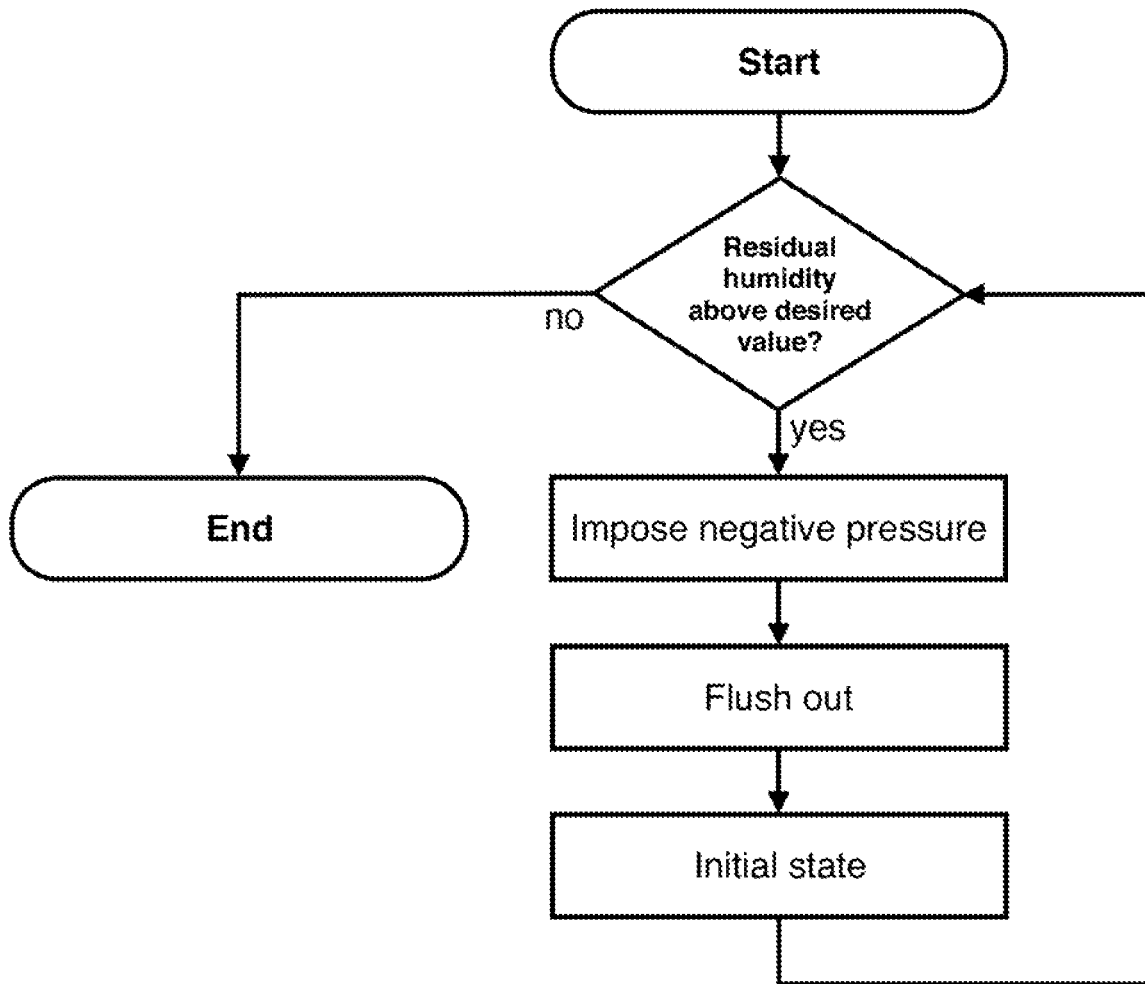 Start
Residual
humidity
above desired
value?
no
yes
End
Impose negative pressure
Flush out
Initial state